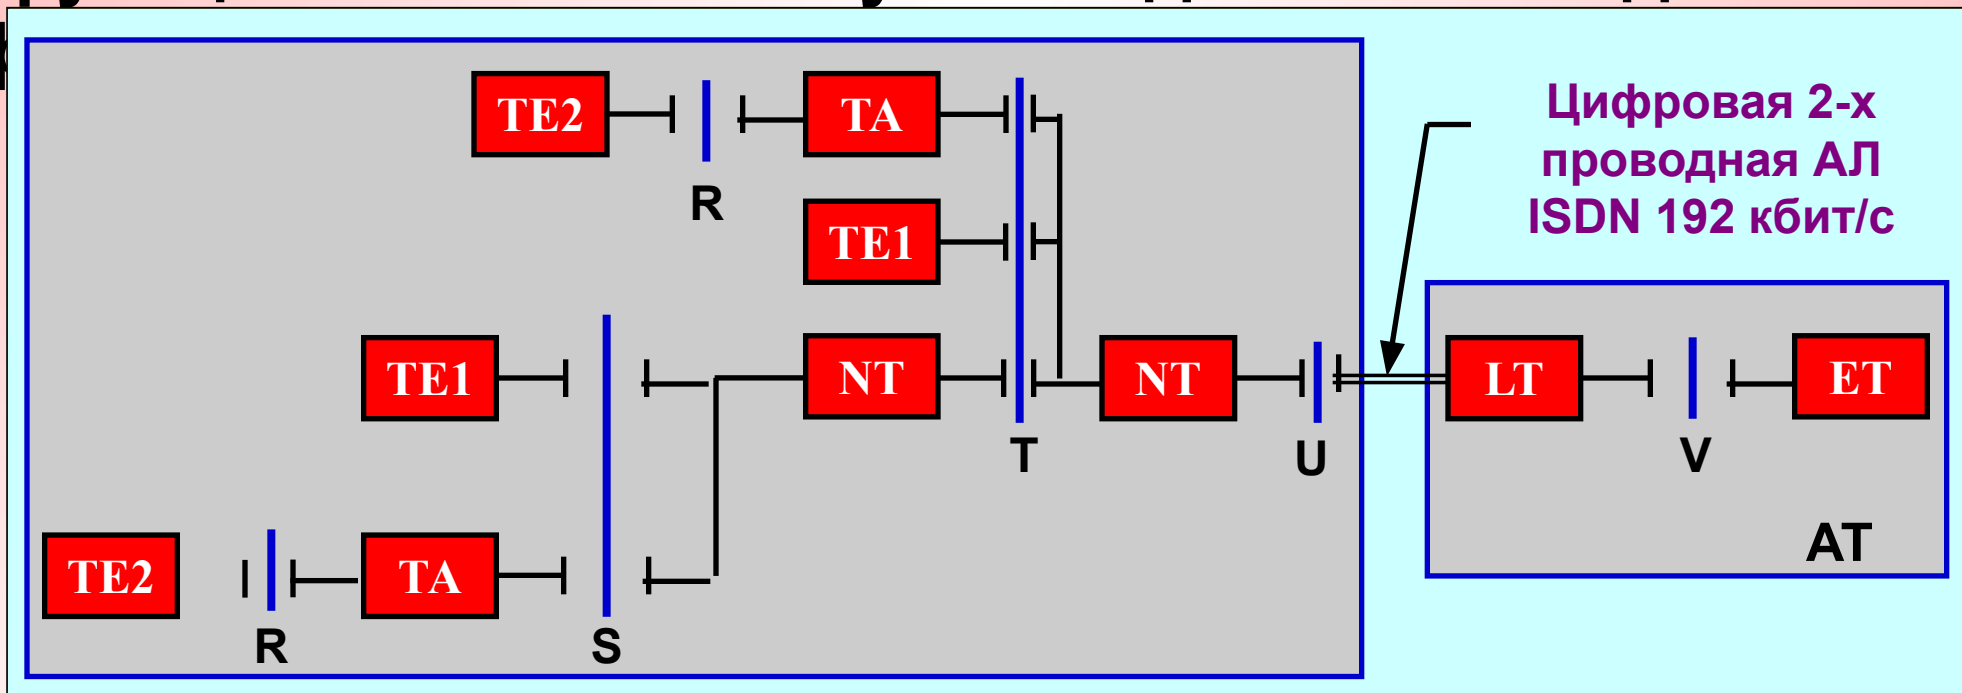 TE2
TA
R
TE1
Цифровая 2-х
проводная АЛ
ISDN 192 кбит/с
TE1
NT
NT
LT
ET
T
U
V
AT
TE2
TA
R
S